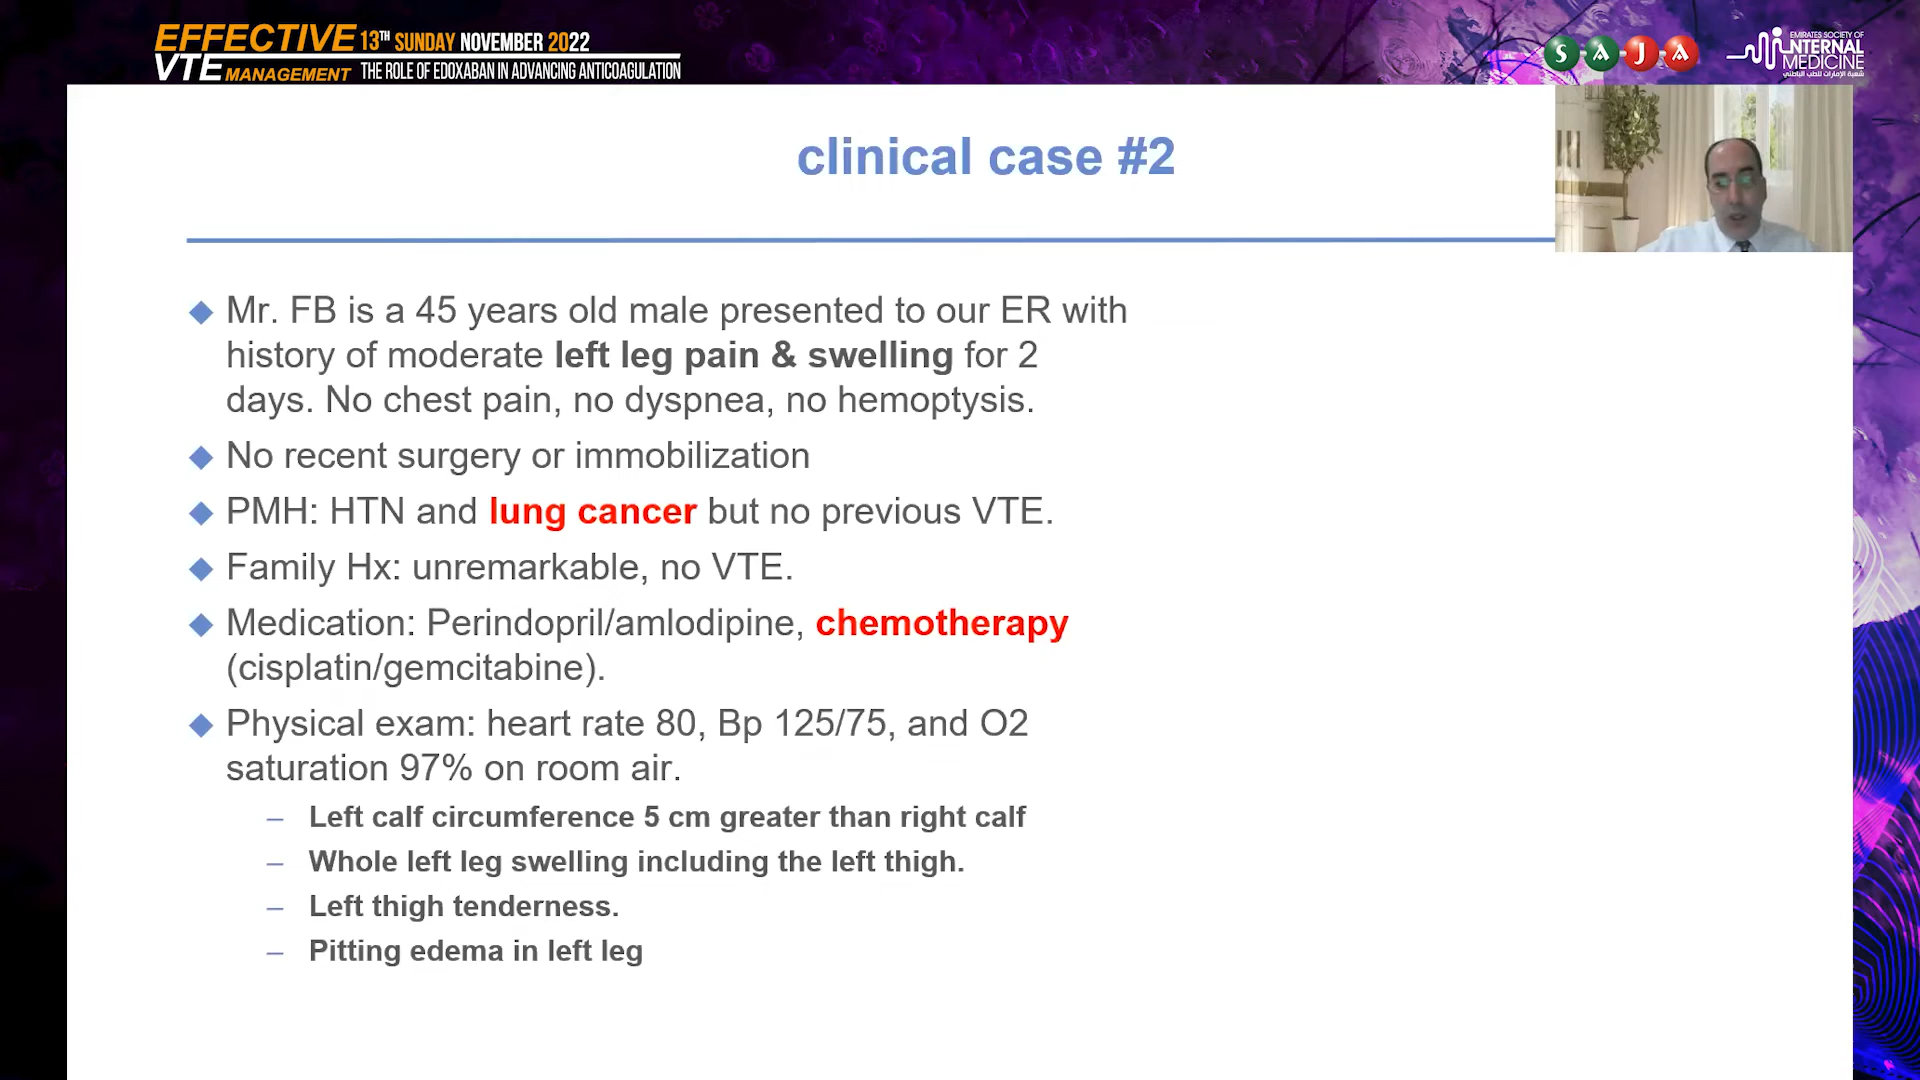 EFFECTIVE 13TH SUNDAY NOVEMBER 2022
VTE MANAGEMENT THE ROLE OF EDOXABAN IN ADVANCING ANTICOAGULATION
SAJA
EMIRATES SOCIETY OF
INTERNAL
MEDICINE
شعبة الإمارات للطب الباطني
clinical case #2
Mr. FB is a 45 years old male presented to our ER with
history of moderate left leg pain & swelling for 2
days. No chest pain, no dyspnea, no hemoptysis.
No recent surgery or immobilization
PMH: HTN and lung cancer but no previous VTE.
Family Hx: unremarkable, no VTE.
Medication: Perindopril/amlodipine, chemotherapy
(cisplatin/gemcitabine).
Physical exam: heart rate 80, Bp 125/75, and O2
saturation 97% on room air.
– Left calf circumference 5 cm greater than right calf
– Whole left leg swelling including the left thigh.
– Left thigh tenderness.
– Pitting edema in left leg